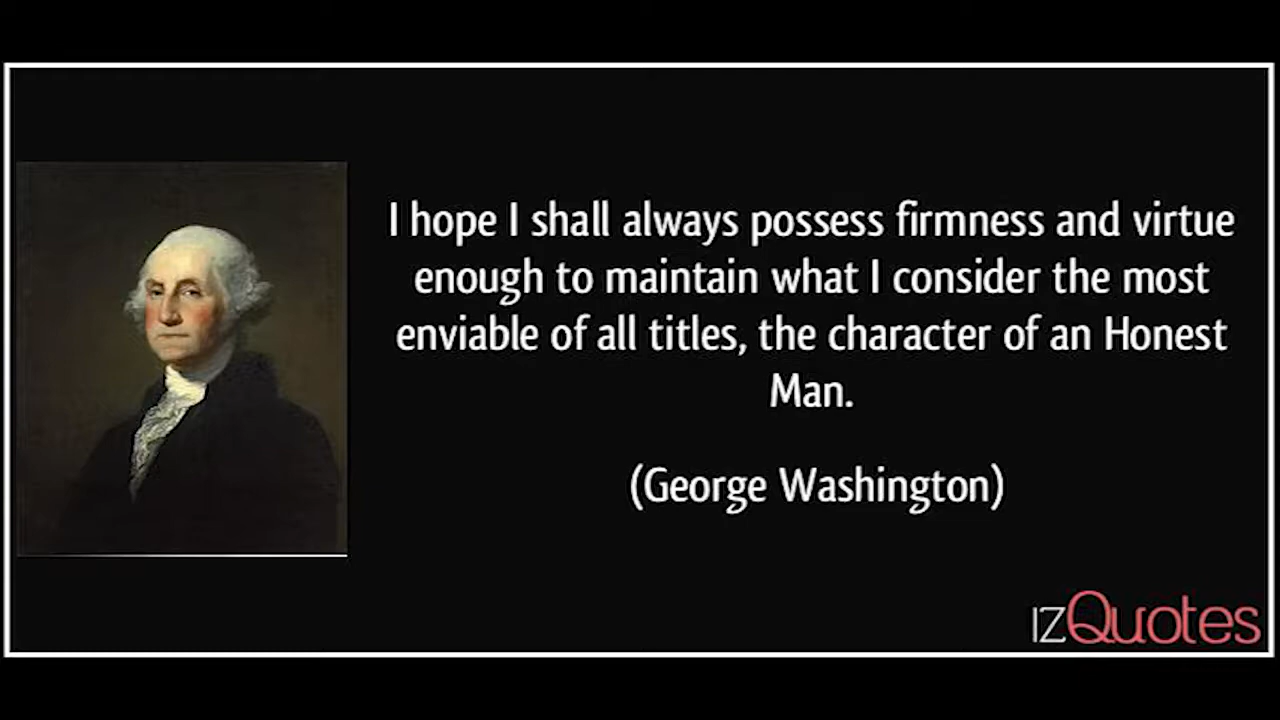 I hope I shall always possess firmness and virtue
enough to maintain what I consider the most
enviable of all titles, the character of an Honest
Man.
(George Washington)
IZQuotes